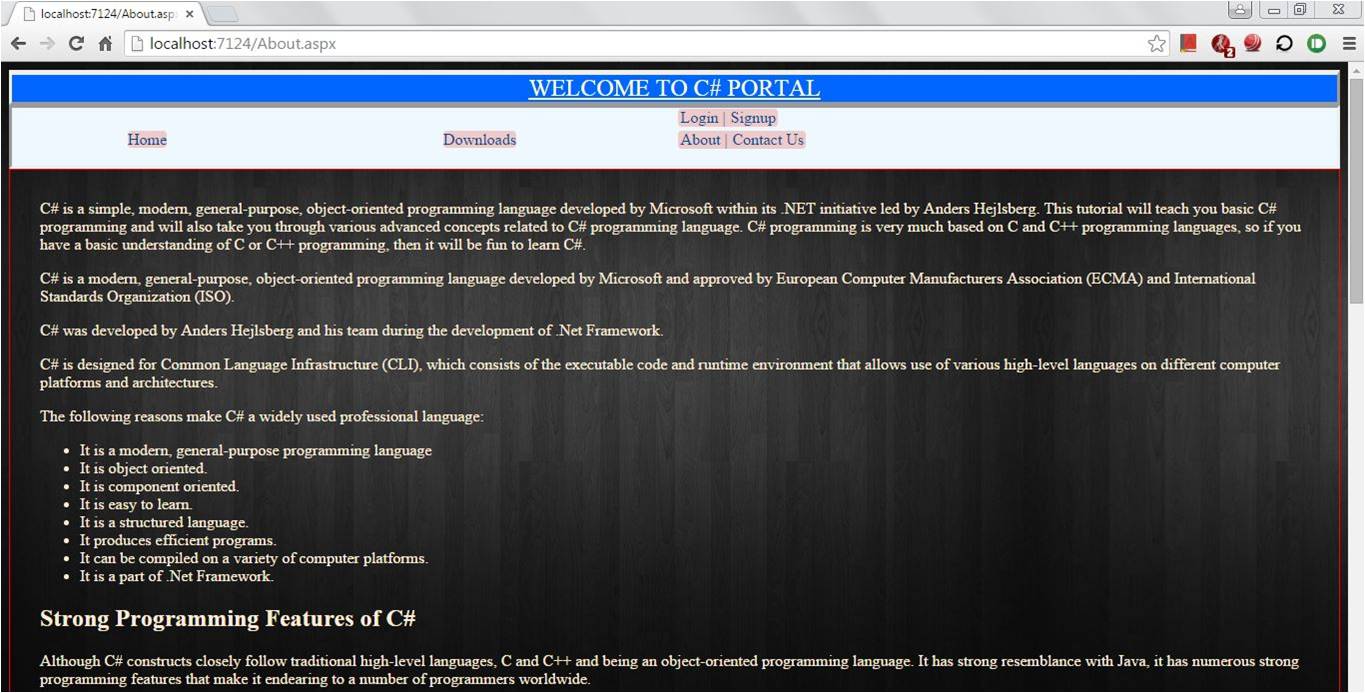 localhost:7124/About.asp
localhost:7124/About.aspx
2
WELCOME TO C# PORTAL
Login | Signup
Home
Downloads
About | Contact Us
C# is a simple, modern, general-purpose, object-oriented programming language developed by Microsoft within its .NET initiative led by Anders Hejlsberg. This tutorial will teach you basic C#
programming and will also take you through various advanced concepts related to C# programming language. C# programming is very much based on C and C++ programming languages, so if you
have a basic understanding of C or C++ programming, then it will be fun to learn C#.
C# is a modern, general-purpose, object-oriented programming language developed by Microsoft and approved by European Computer Manufacturers Association (ECMA) and International
Standards Organization (ISO).
C# was developed by Anders Hejlsberg and his team during the development of .Net Framework.
C# is designed for Common Language Infrastructure (CLI), which consists of the executable code and runtime environment that allows use of various high-level languages on different computer
platforms and architectures.
The following reasons make C# a widely used professional language:
• It is a modern, general-purpose programming language
• It is object oriented.
• It is component oriented.
• It is easy to learn.
• It is a structured language.
• It produces efficient programs.
• It can be compiled on a variety of computer platforms.
• It is a part of .Net Framework.
Strong Programming Features of C#
Although C# constructs closely follow traditional high-level languages, C and C++ and being an object-oriented programming language. It has strong resemblance with Java, it has numerous strong
programming features that make it endearing to a number of programmers worldwide.